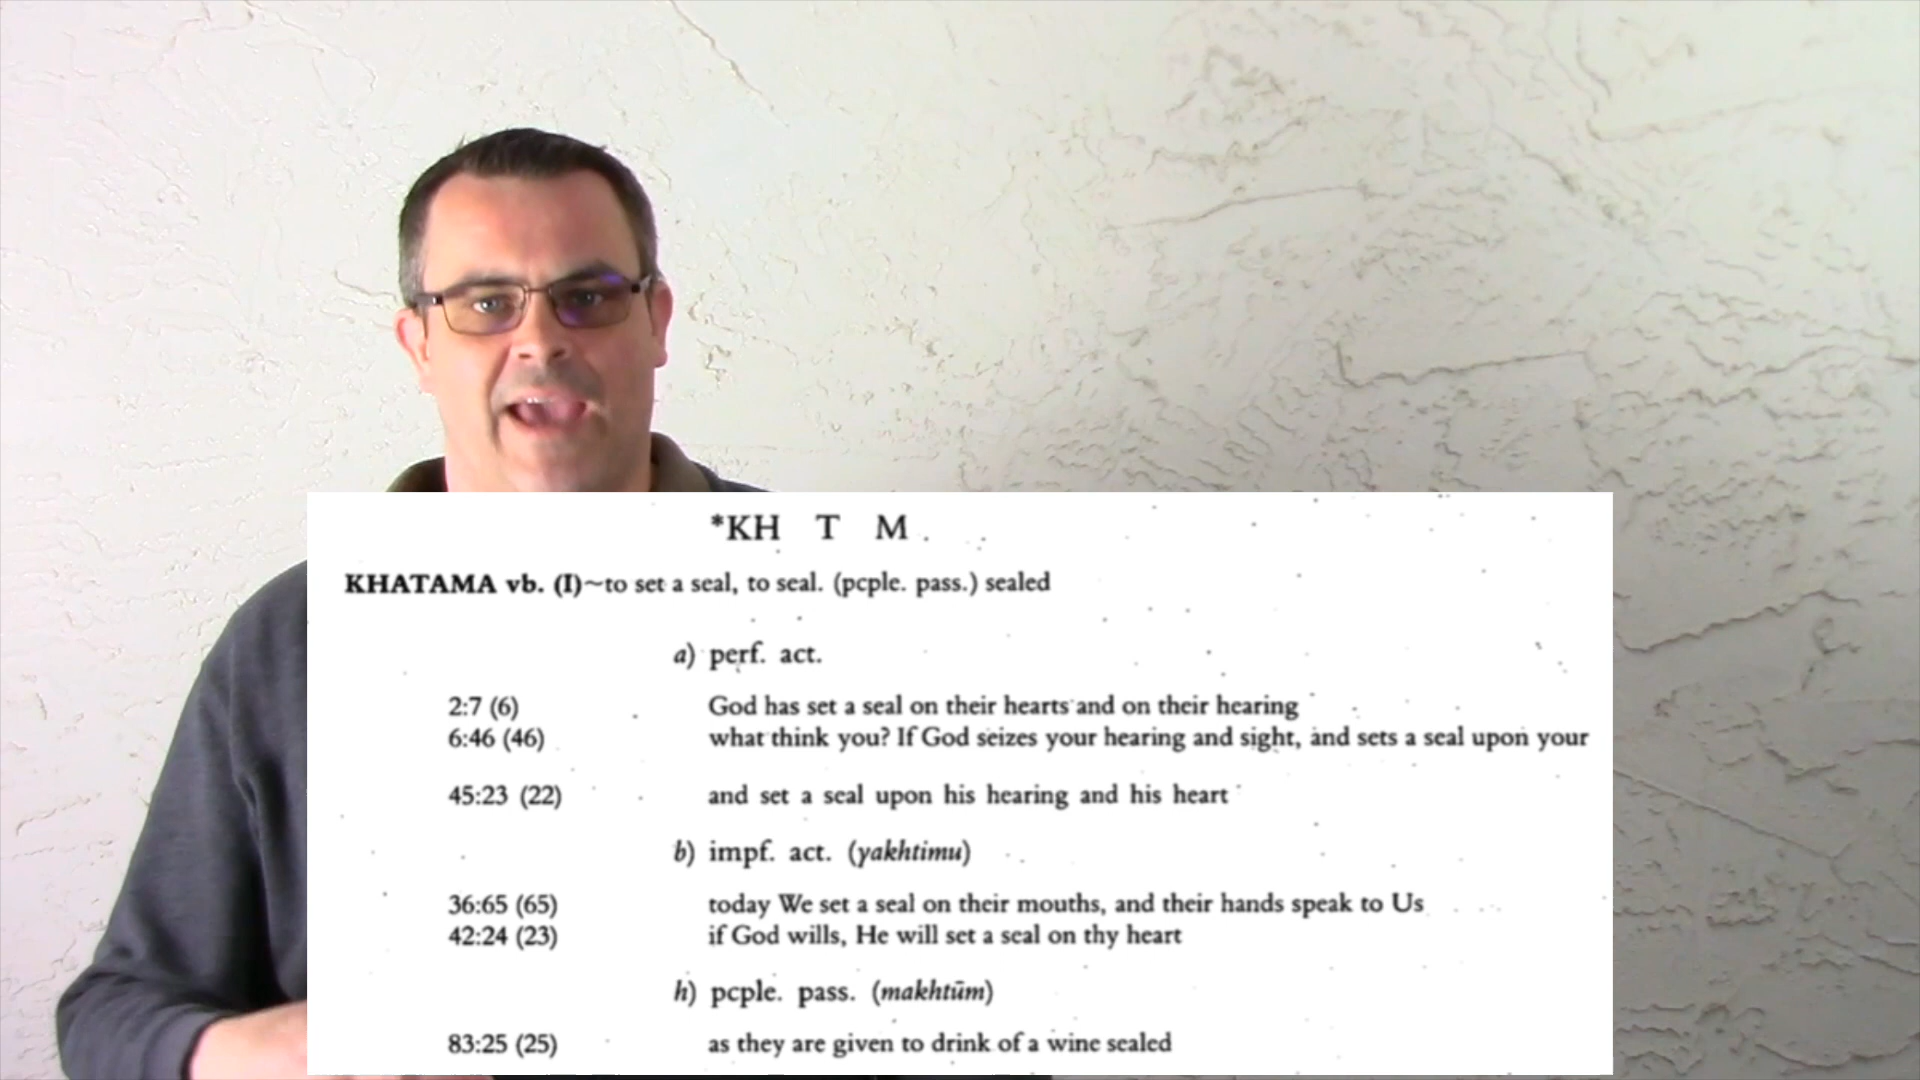 *KH T M
KHATAMA vb. (I)~to set a seal, to seal. (pcple. pass.) sealed
a) perf. act.
2:7 (6) God has set a seal on their hearts and on their hearing
6:46 (46) what think you? If God seizes your hearing and sight, and sets a seal upon your
45:23 (22) and set a seal upon his hearing and his heart
b) impf. act. (yakhtimu)
36:65 (65) today We set a seal on their mouths, and their hands speak to Us
42:24 (23) if God wills, He will set a seal on thy heart
h) pcple. pass. (makhtūm)
83:25 (25) as they are given to drink of a wine sealed